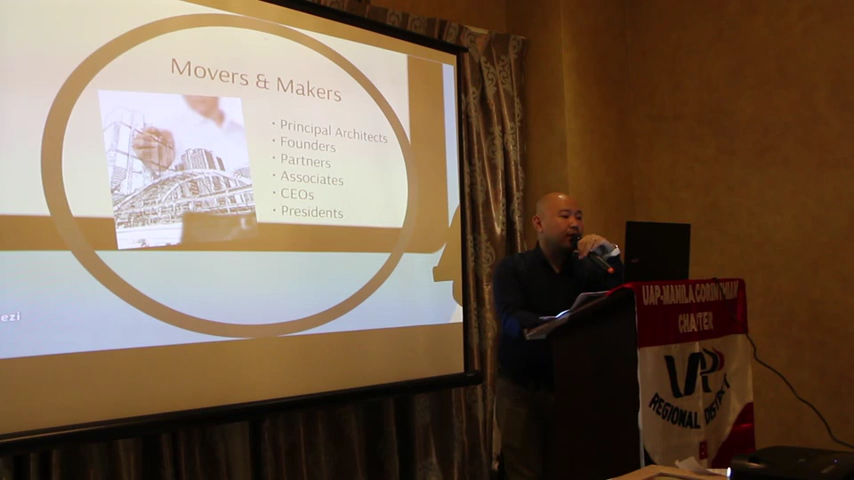 Movers & Makers
• Principal Architects
• Founders
• Partners
• Associates
• CEOs
• Presidents
ezi
UAP-MANILA CORINTHIAN
CHAPTER
UAP
REGIONAL DISTRICT